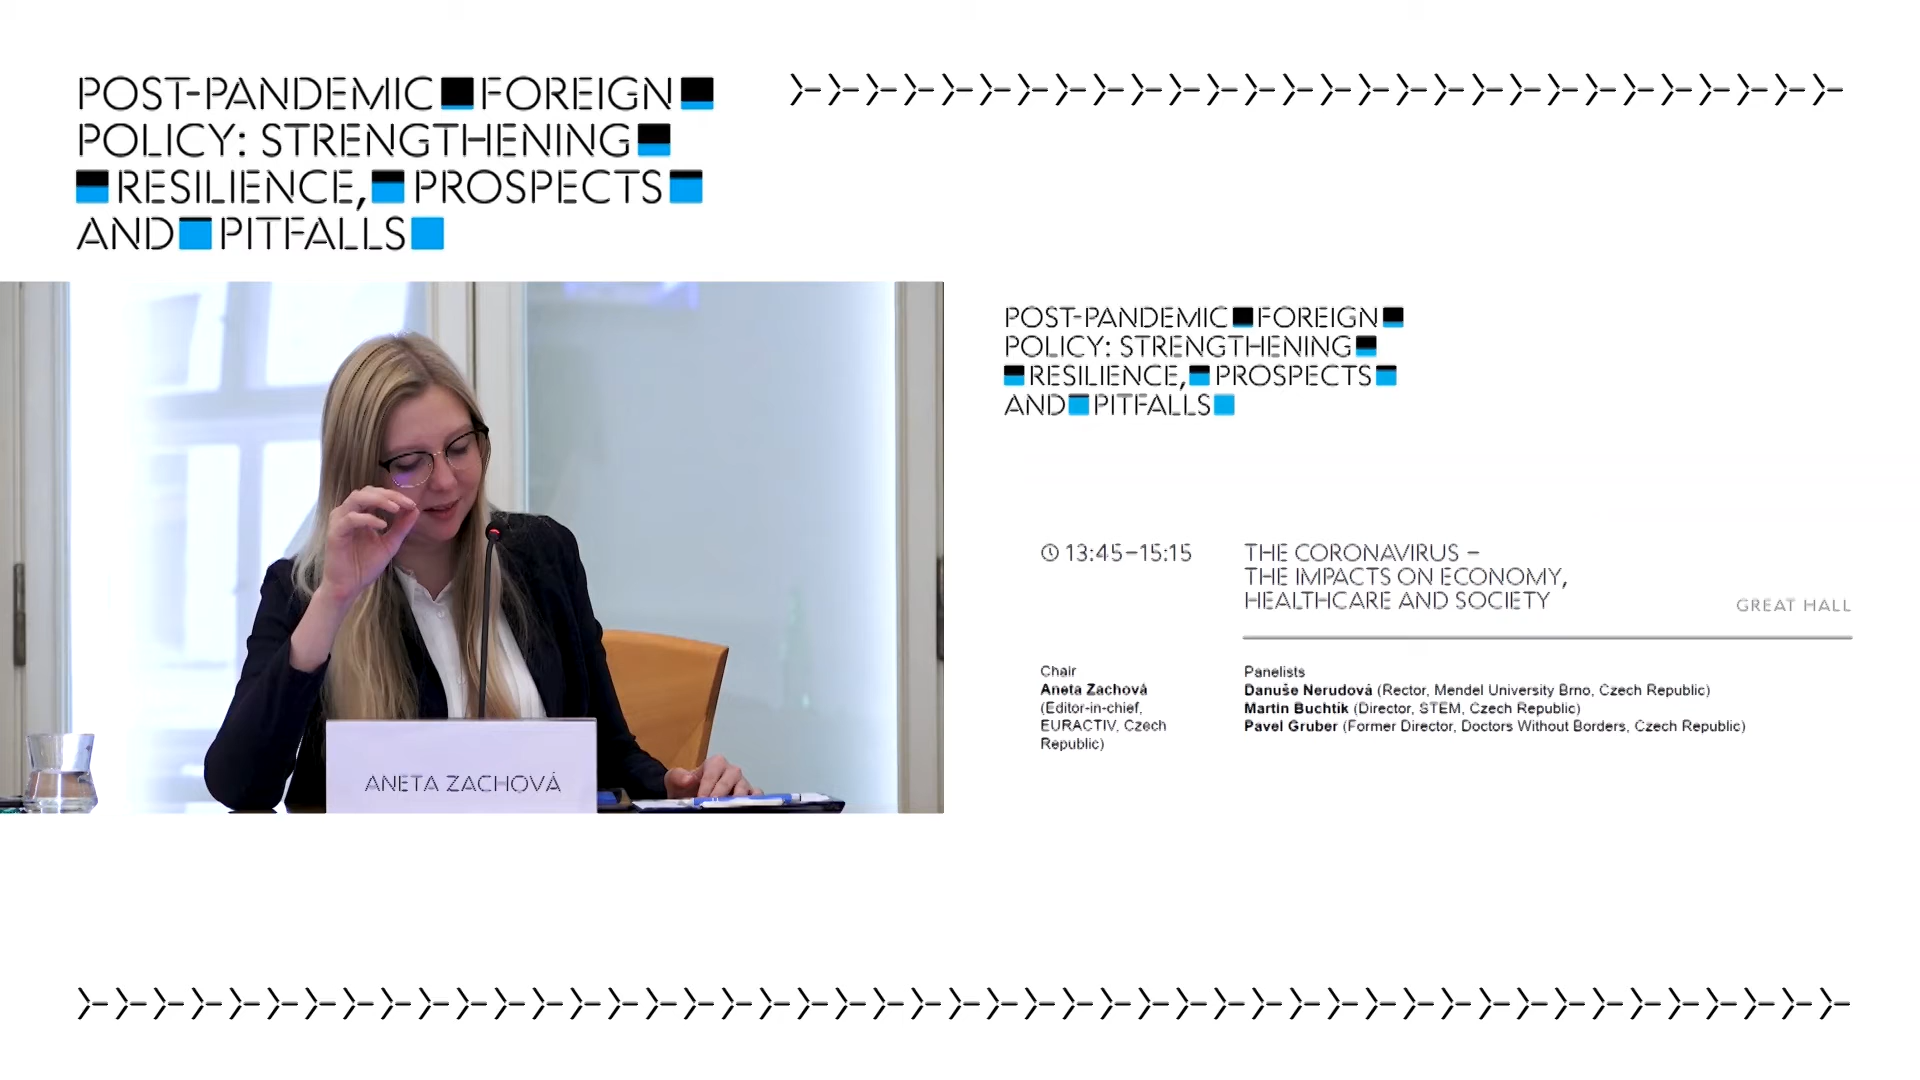 POST-PANDEMIC FOREIGN
POLICY: STRENGTHENING
RESILIENCE, PROSPECTS
AND PITFALLS
ANETA ZACHOVÁ
POST-PANDEMIC FOREIGN
POLICY: STRENGTHENING
RESILIENCE, PROSPECTS
AND PITFALLS
13:45–15:15
THE CORONAVIRUS –
THE IMPACTS ON ECONOMY,
HEALTHCARE AND SOCIETY
GREAT HALL
Chair
Aneta Zachová
(Editor-in-chief,
EURACTIV, Czech
Republic)
Panelists
Danuše Nerudová (Rector, Mendel University Brno, Czech Republic)
Martin Buchtík (Director, STEM, Czech Republic)
Pavel Gruber (Former Director, Doctors Without Borders, Czech Republic)